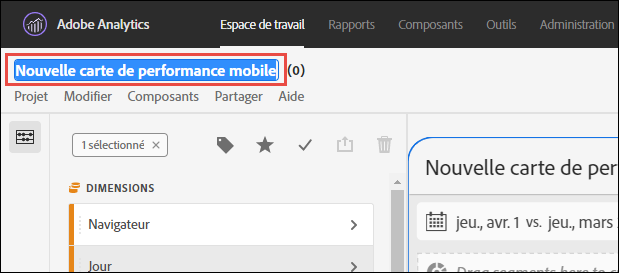 Adobe Analytics Espace de travail Rapports Composants Outils Administration
Nouvelle carte de performance mobile (0)
Projet Modifier Composants Partager Aide
1 sélectionné ×
DIMENSIONS
Navigateur
Jour
Nouvelle carte de per
jeu., avr. 1 vs. jeu., mars
Drag segments here to